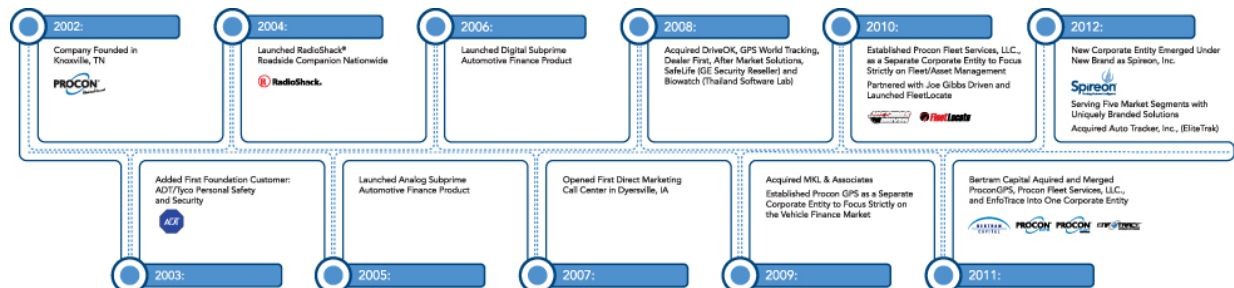 2002:
Company Founded in
Knoxville, TN
PROCON
2004:
Launched RadioShack®
Roadside Companion Nationwide
R RadioShack.
2006:
Launched Digital Subprime
Automotive Finance Product
2008:
Acquired DriveOK, GPS World Tracking,
Dealer First, After Market Solutions,
SafeLife (GE Security Reseller) and
Biowatch (Thailand Software Lab)
2010:
Established Procon Fleet Services, LLC.,
as a Separate Corporate Entity to Focus
Strictly on Fleet/Asset Management
Partnered with Joe Gibbs Driven and
Launched FleetLocate
FleetLocate
2012:
New Corporate Entity Emerged Under
New Brand as Spireon, Inc.
Spireon
Serving Five Market Segments with
Uniquely Branded Solutions
Acquired Auto Tracker, Inc., (EliteTrak)
Added First Foundation Customer:
ADT/Tyco Personal Safety
and Security
ADT
2003:
Launched Analog Subprime
Automotive Finance Product
2005:
Opened First Direct Marketing
Call Center in Dyersville, IA
2007:
Acquired MKL & Associates
Established Procon GPS as a Separate
Corporate Entity to Focus Strictly on
the Vehicle Finance Market
2009:
Bertram Capital Aquired and Merged
ProconGPS, Procon Fleet Services, LLC.,
and EnfoTrace Into One Corporate Entity
BERTRAM CAPITAL PROCON PROCON ENFOTRACE
2011: